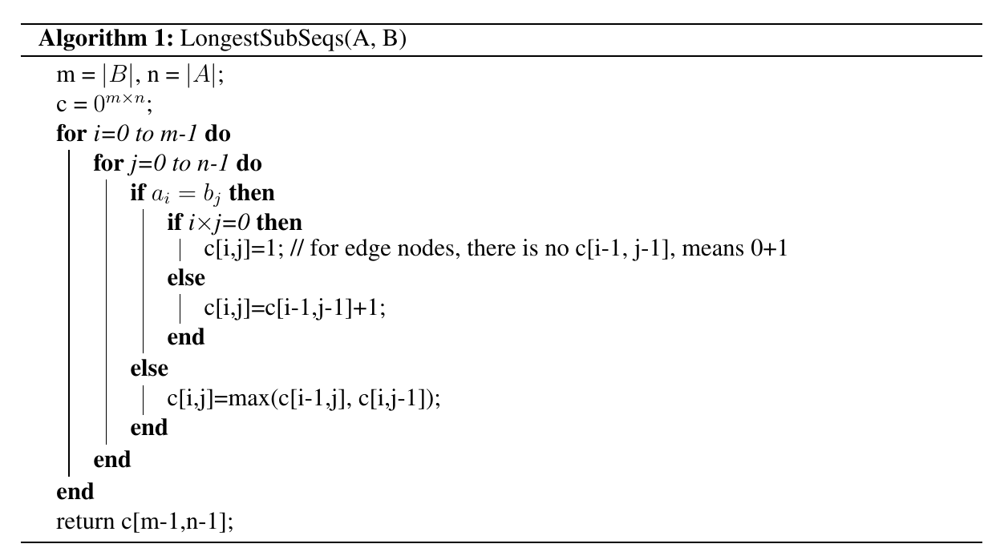 Algorithm 1: LongestSubSeqs(A, B)
m = |B|, n = |A|;
c = 0^{m×n};
for i=0 to m-1 do
for j=0 to n-1 do
if a_i = b_j then
if i×j=0 then
c[i,j]=1; // for edge nodes, there is no c[i-1, j-1], means 0+1
else
c[i,j]=c[i-1,j-1]+1;
end
else
c[i,j]=max(c[i-1,j], c[i,j-1]);
end
end
end
return c[m-1,n-1];